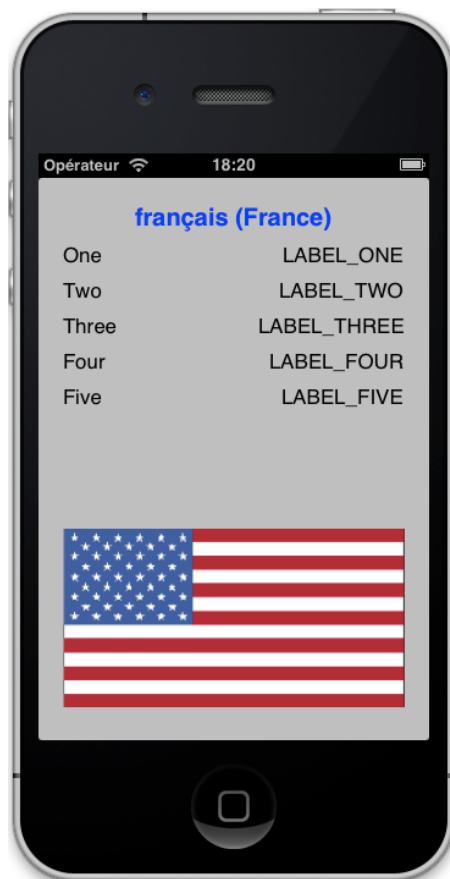 Opérateur 18:20
français (France)
One LABEL_ONE
Two LABEL_TWO
Three LABEL_THREE
Four LABEL_FOUR
Five LABEL_FIVE